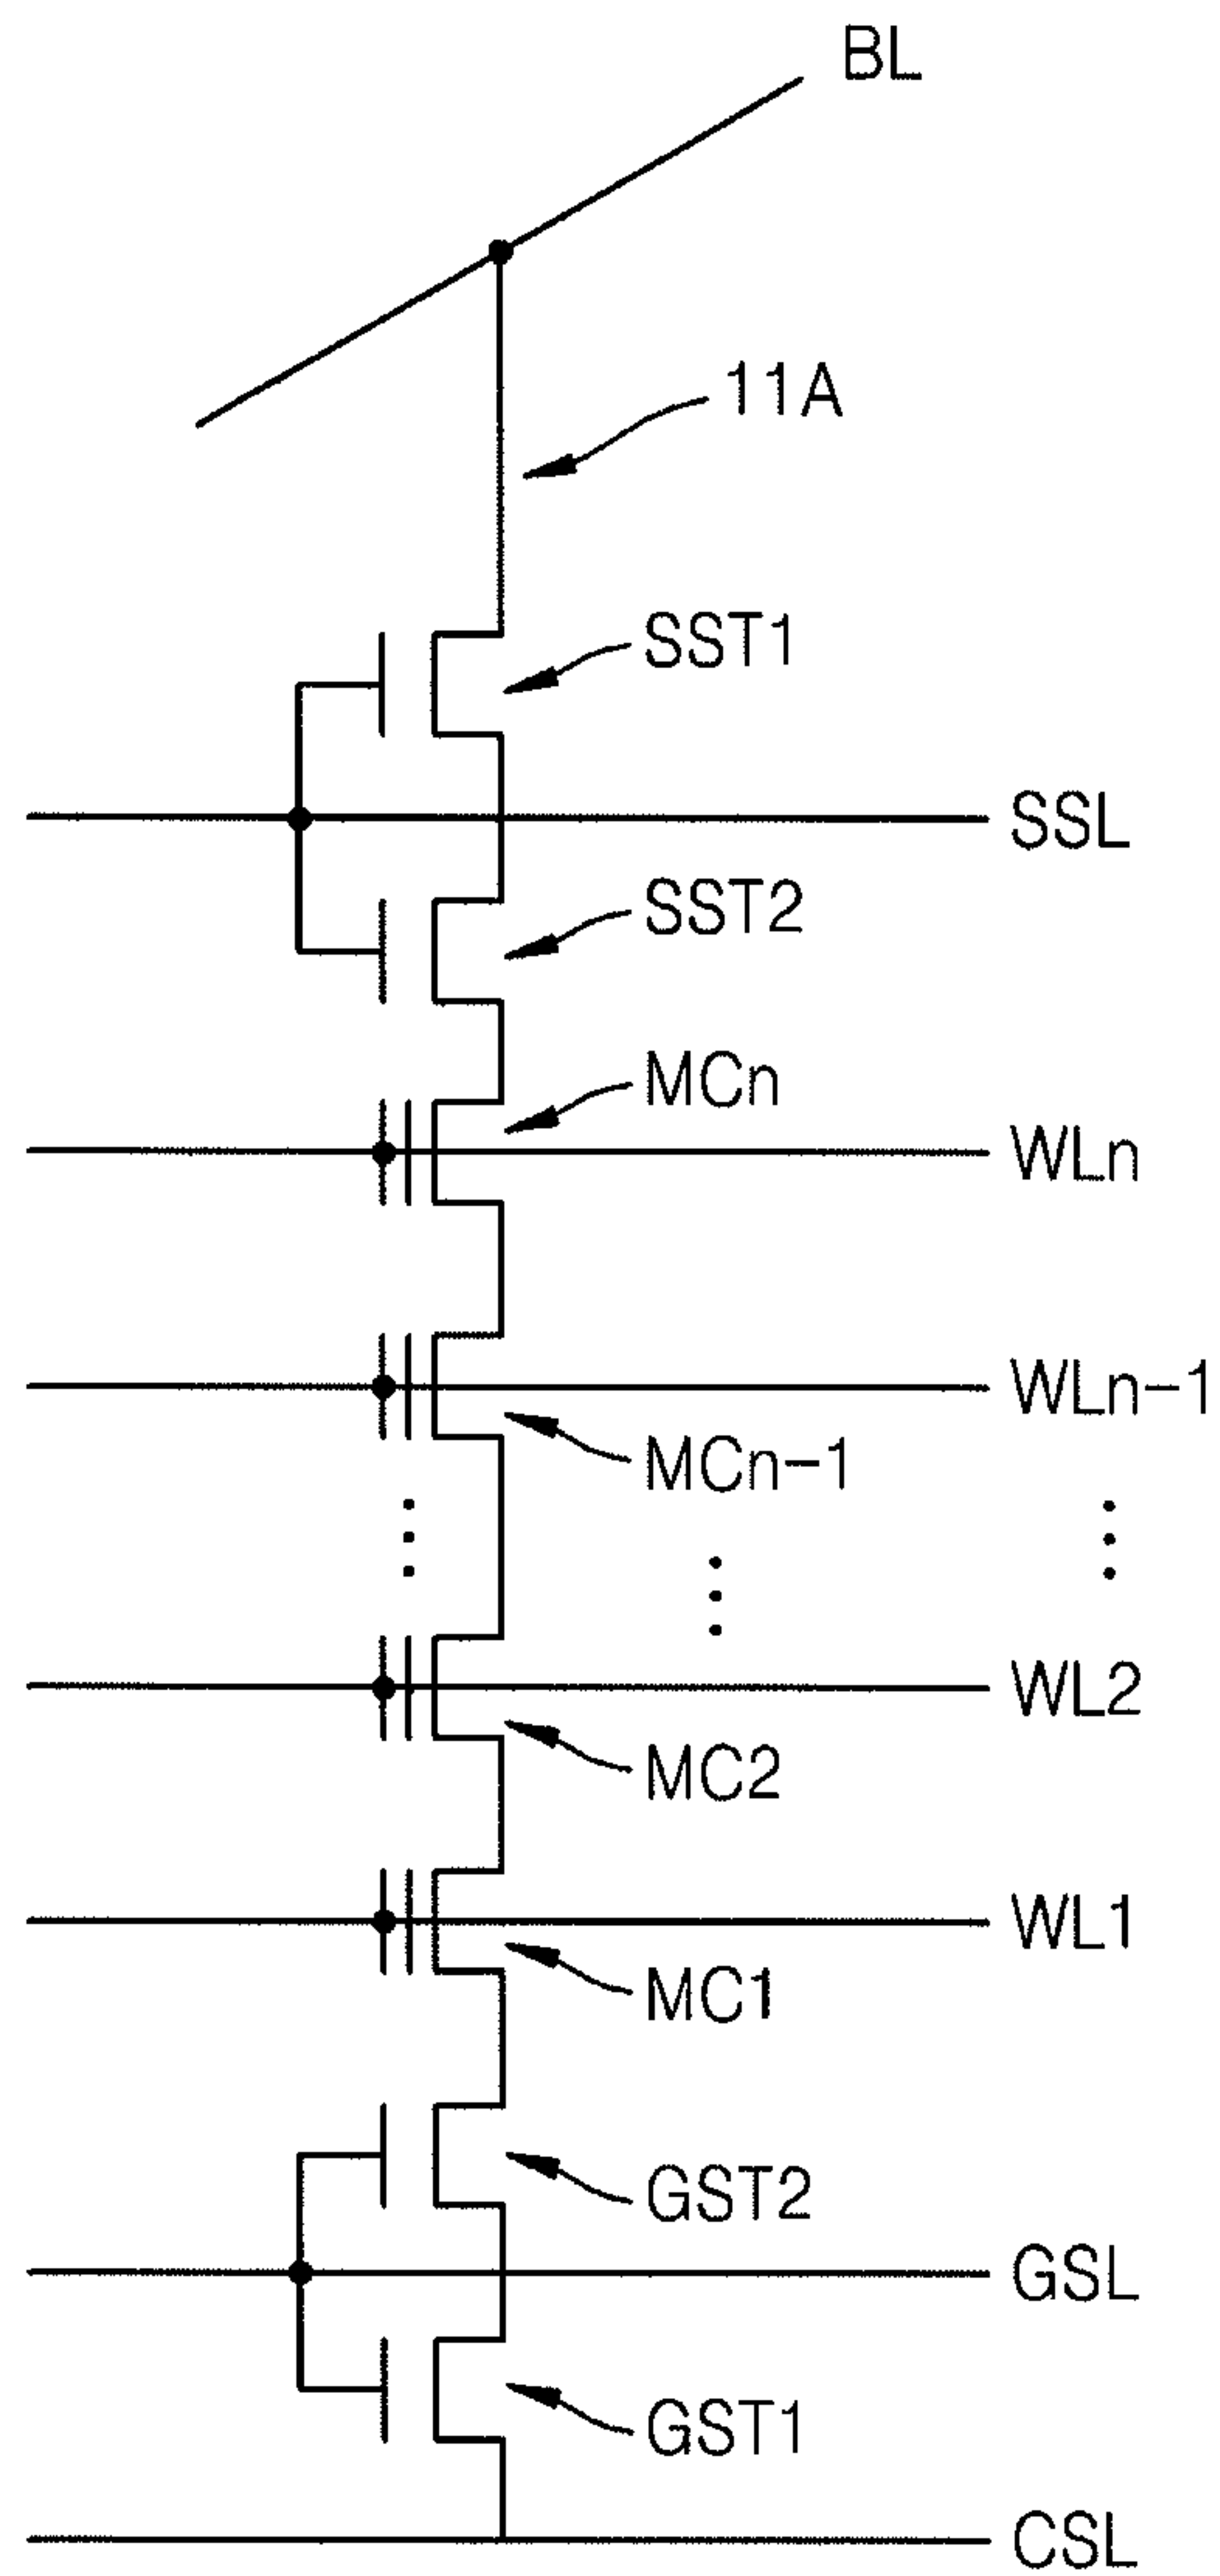 BL
11A
SST1
SSL
SST2
MCn
WLn
WLn-1
MCn-1
WL2
MC2
WL1
MC1
GST2
GSL
GST1
CSL